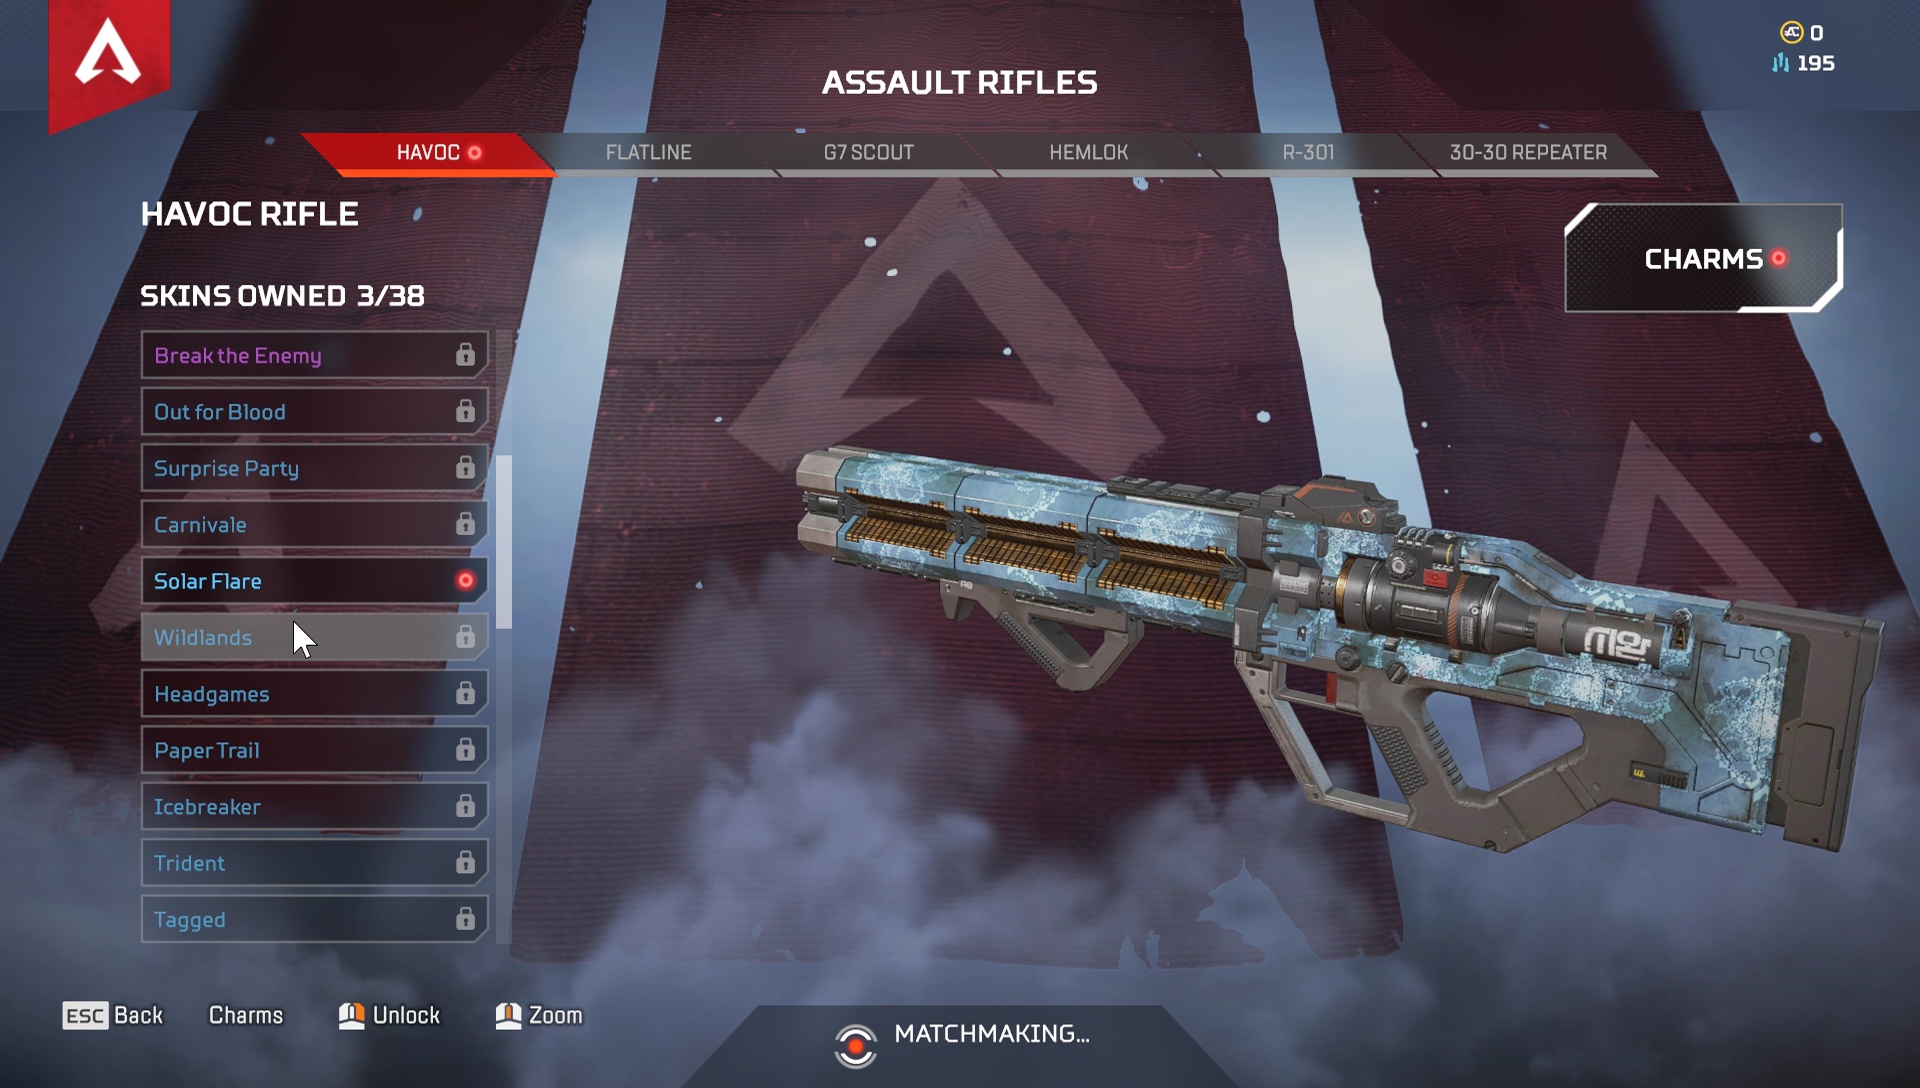 0
195
ASSAULT RIFLES
HAVOC
FLATLINE
G7 SCOUT
HEMLOK
R-301
30-30 REPEATER
HAVOC RIFLE
CHARMS
SKINS OWNED 3/38
Break the Enemy
Out for Blood
Surprise Party
Carnivale
Solar Flare
Wildlands
Headgames
Paper Trail
Icebreaker
Trident
Tagged
ESC Back
Charms
Unlock
Zoom
MATCHMAKING...